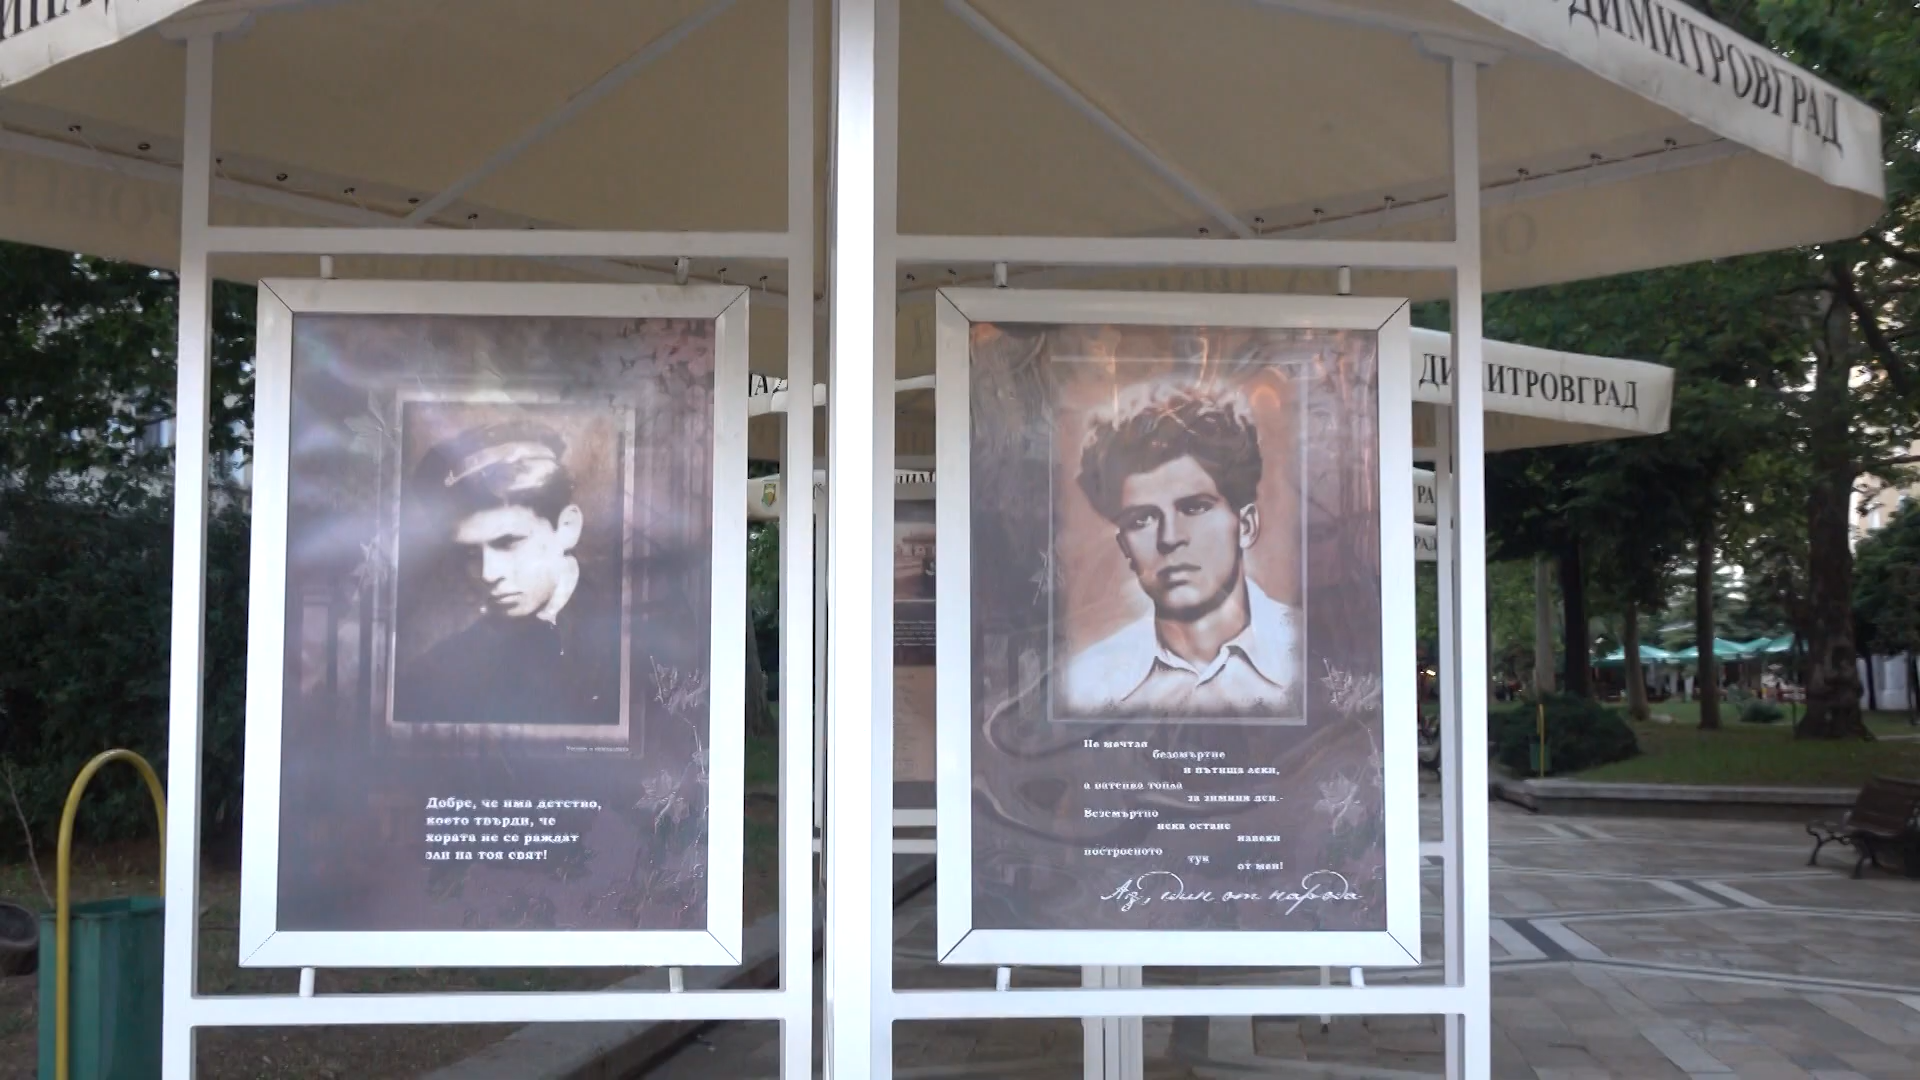 ДИМИТРОВГРАД
ДИМИТРОВГРАД
Добре, че има детство,
което твърди, че
хората не се раждат
зли на тоя свят!
Не мечтая
безсмъртие
и пътища леки,
а ватенка топла
за зимния ден.-
Безсмъртно
нека остане
навеки
построеното
тук
от мен!
Аз, един от народа